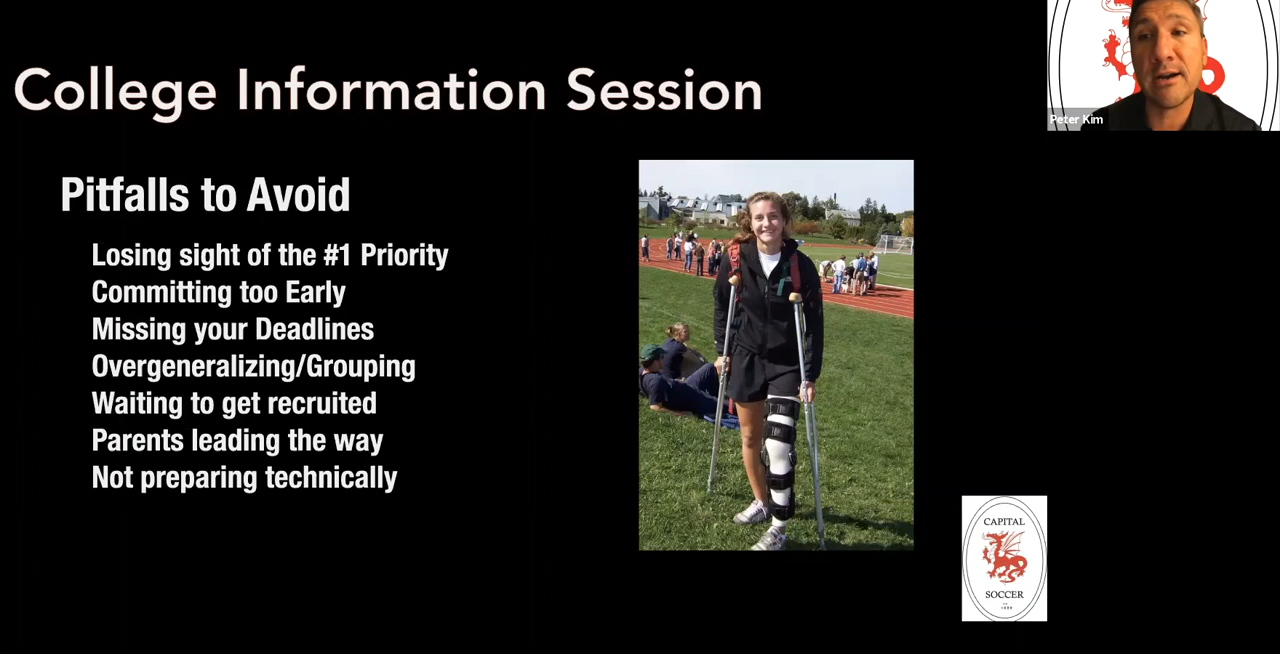 College Information Session
Peter Kim
Pitfalls to Avoid
Losing sight of the #1 Priority
Committing too Early
Missing your Deadlines
Overgeneralizing/Grouping
Waiting to get recruited
Parents leading the way
Not preparing technically
CAPITAL
SOCCER